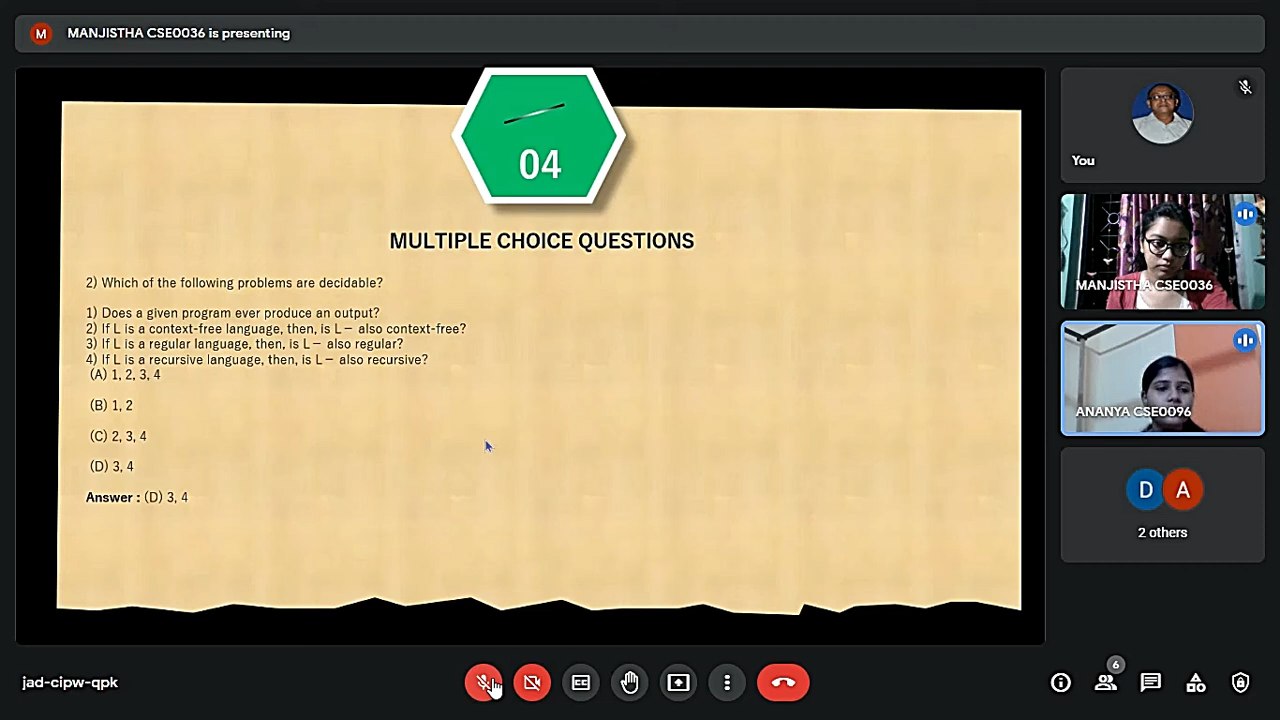 M
MANJISTHA CSE0036 is presenting
04
MULTIPLE CHOICE QUESTIONS
2) Which of the following problems are decidable?
1) Does a given program ever produce an output?
2) If L is a context-free language, then, is L− also context-free?
3) If L is a regular language, then, is L− also regular?
4) If L is a recursive language, then, is L− also recursive?
(A) 1, 2, 3, 4
(B) 1, 2
(C) 2, 3, 4
(D) 3, 4
Answer : (D) 3, 4
You
MANJISTHA CSE0036
ANANYA CSE0096
D A
2 others
jad-cipw-qpk
CC
6